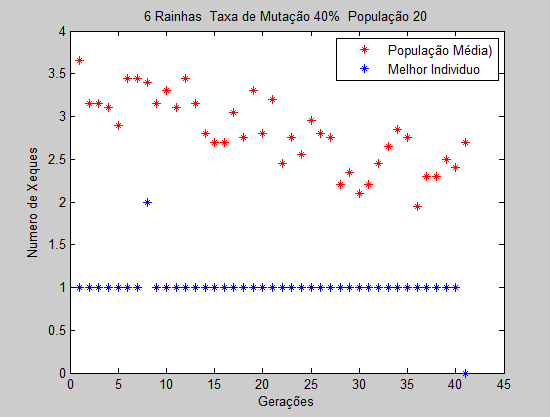 6 Rainhas Taxa de Mutação 40% População 20
População Média)
Melhor Individuo
Numero de Xeques
4
3.5
3
2.5
2
1.5
1
0.5
0
0 5 10 15 20 25 30 35 40 45
Gerações